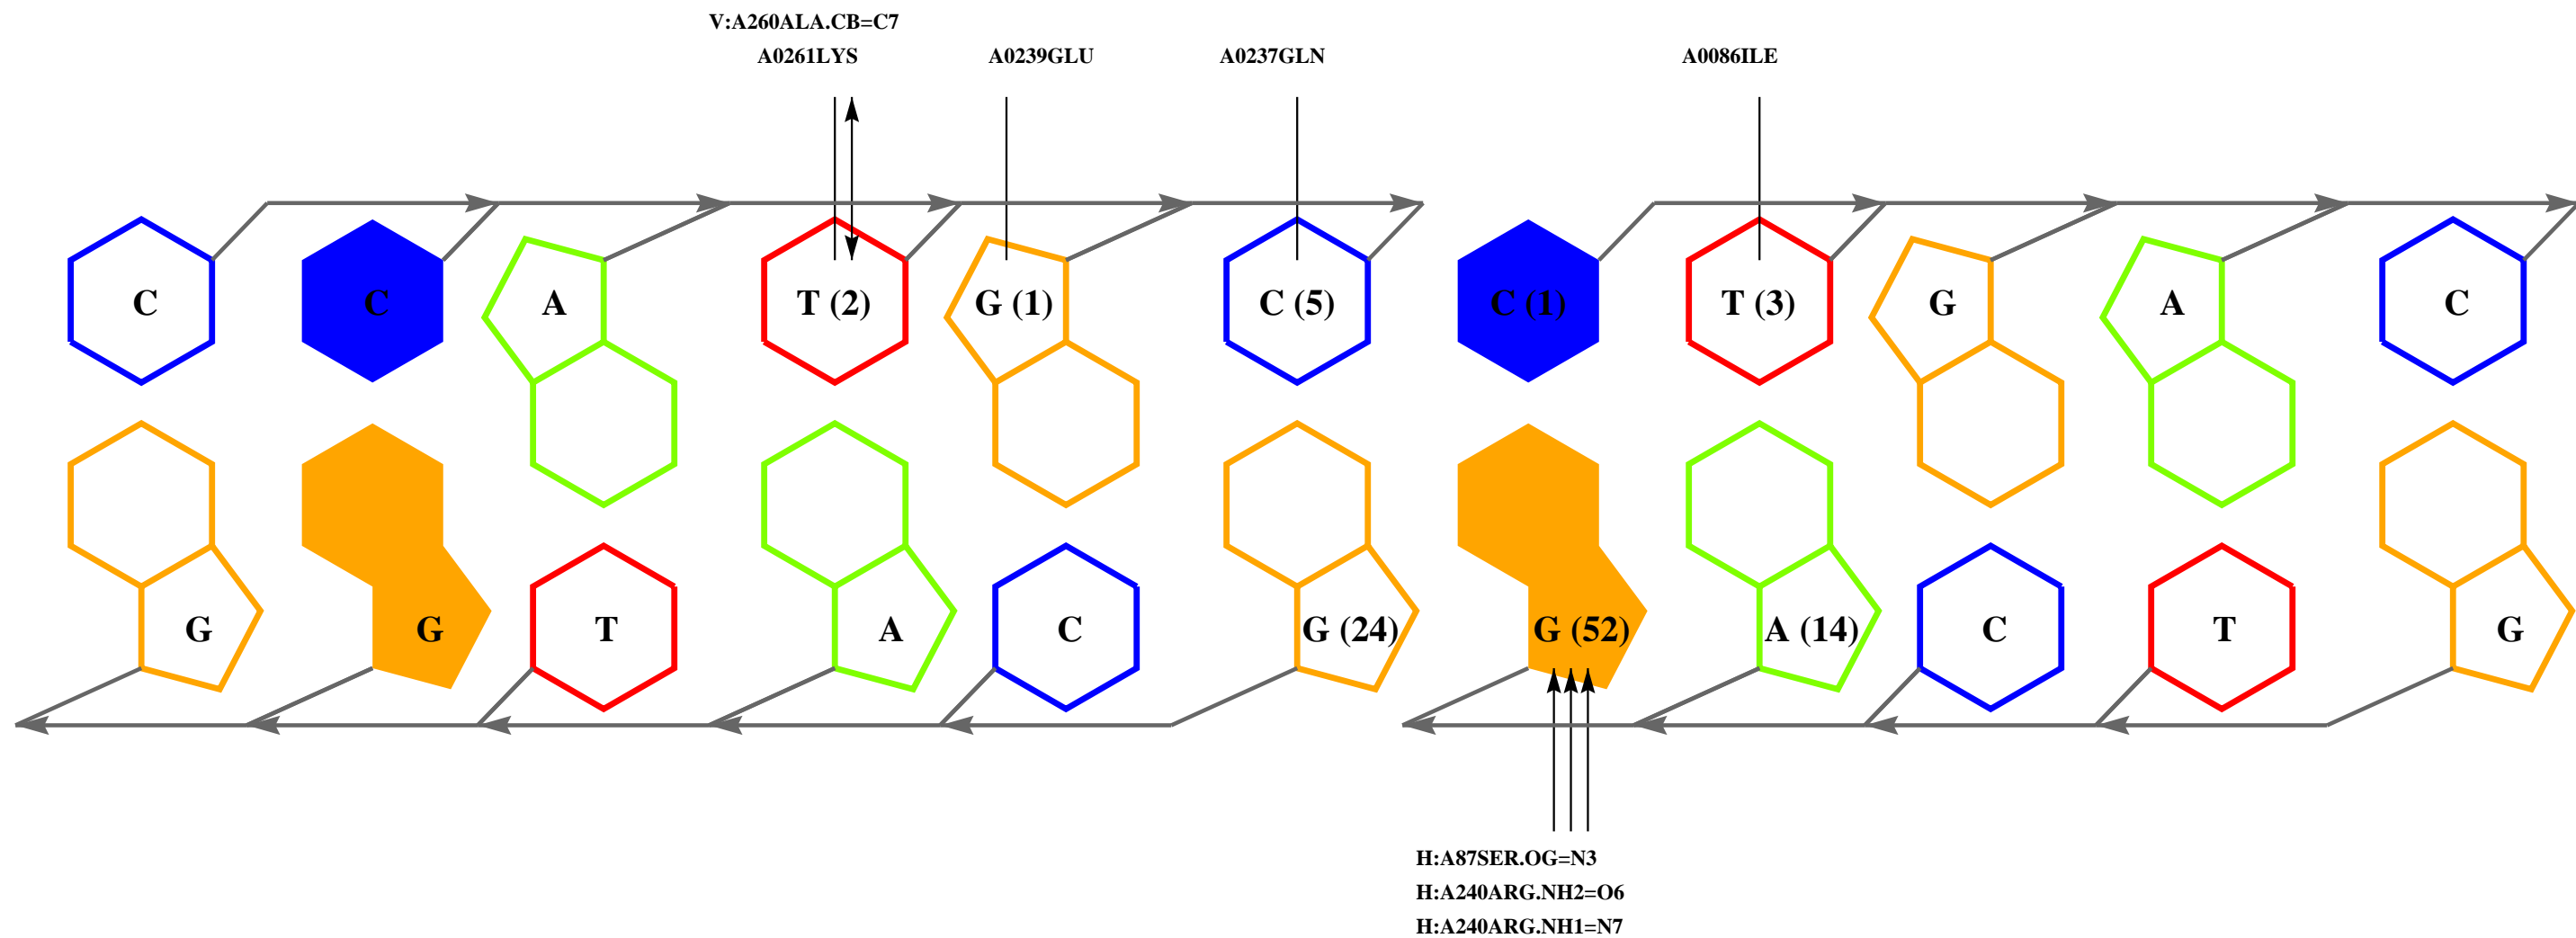 V:A260ALA.CB=C7
A0261LYS A0239GLU A0237GLN A0086ILE
C C A T (2) G (1) C (5) C (1) T (3) G A C
G G T A C G (24) G (52) A (14) C T G
H:A87SER.OG=N3
H:A240ARG.NH2=O6
H:A240ARG.NH1=N7